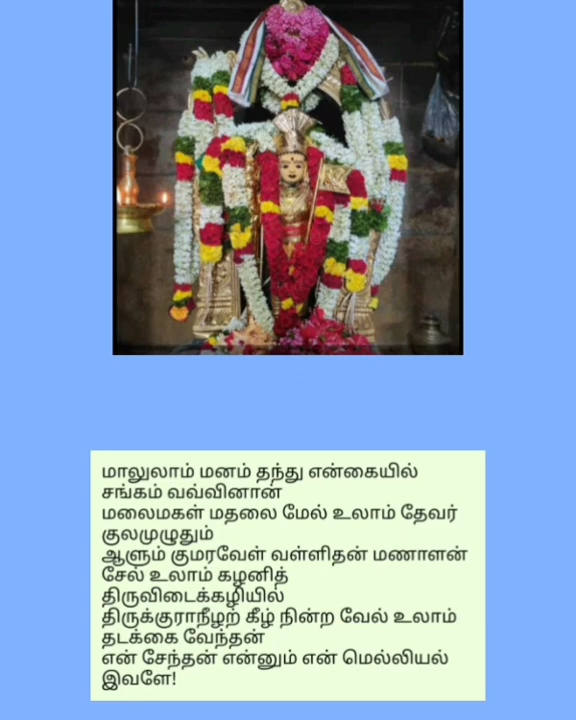 மாலுலாம் மனம் தந்து என்கையில்
சங்கம் வவ்வினான்
மலைமகள் மதலை மேல் உலாம் தேவர்
குலமுழுதும்
ஆளும் குமரவேள் வள்ளிதன் மணாளன்
சேல் உலாம் கழனித்
திருவிடைக்கழியில்
திருக்குராநீழற் கீழ் நின்ற வேல் உலாம்
தடக்கை வேந்தன்
என் சேந்தன் என்னும் என் மெல்லியல்
இவளே!